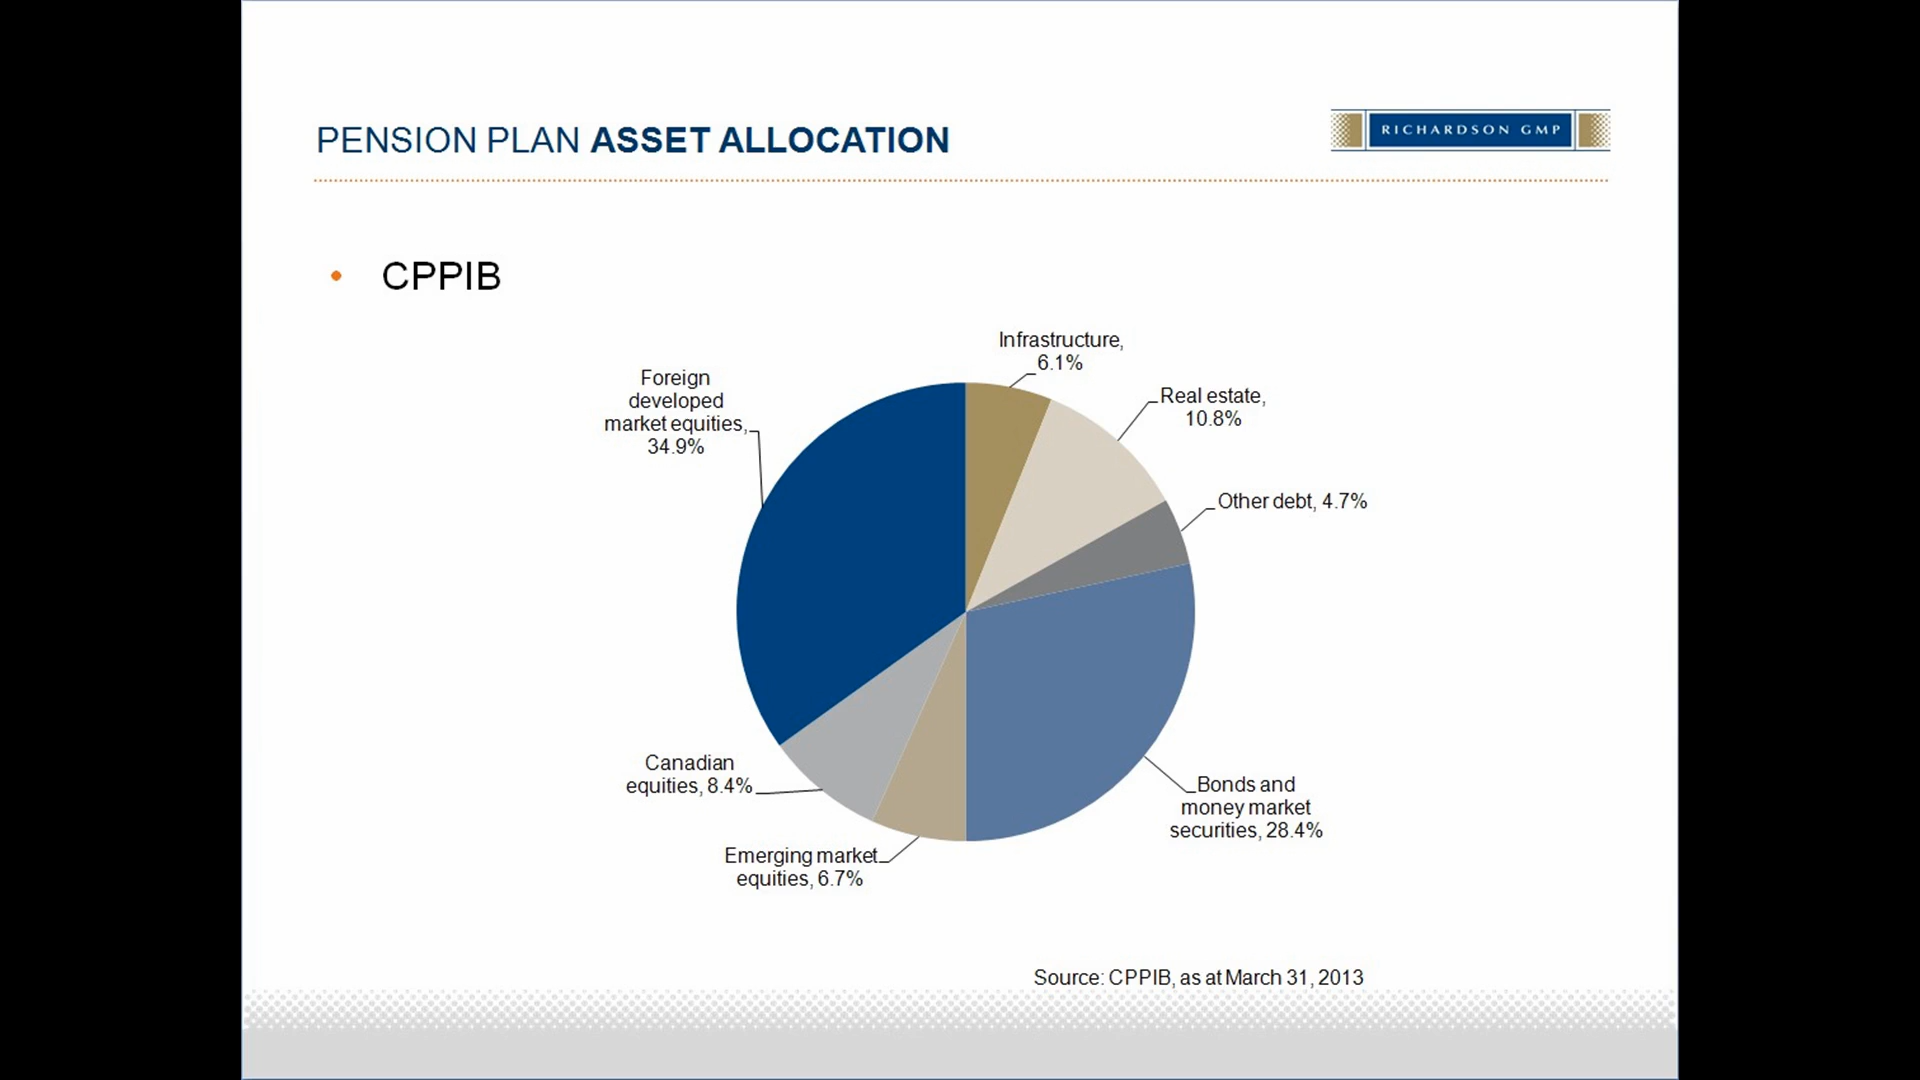 PENSION PLAN ASSET ALLOCATION
RICHARDSON GMP
• CPPIB
Infrastructure,
6.1%
Real estate,
10.8%
Other debt, 4.7%
Bonds and
money market
securities, 28.4%
Emerging market
equities, 6.7%
Canadian
equities, 8.4%
Foreign
developed
market equities,
34.9%
Source: CPPIB, as at March 31, 2013